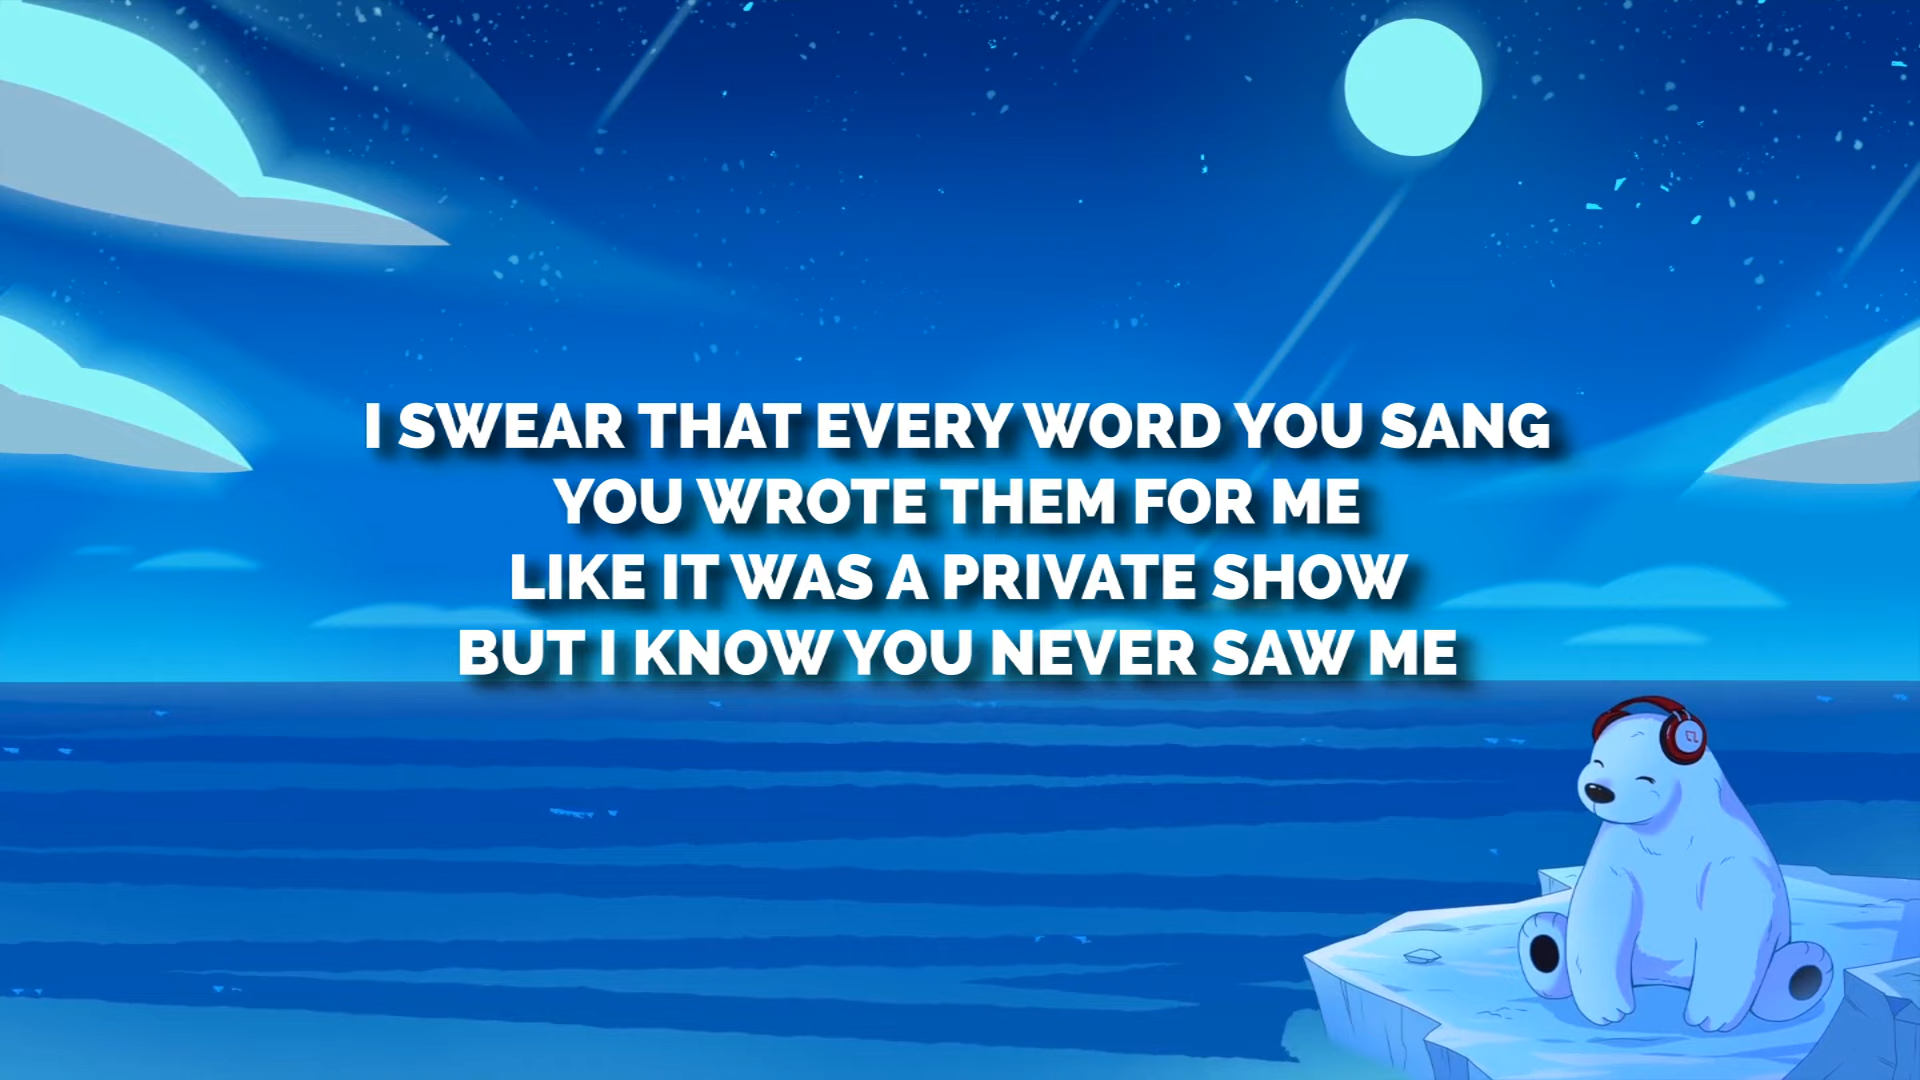 I SWEAR THAT EVERY WORD YOU SANG
YOU WROTE THEM FOR ME
LIKE IT WAS A PRIVATE SHOW
BUT I KNOW YOU NEVER SAW ME